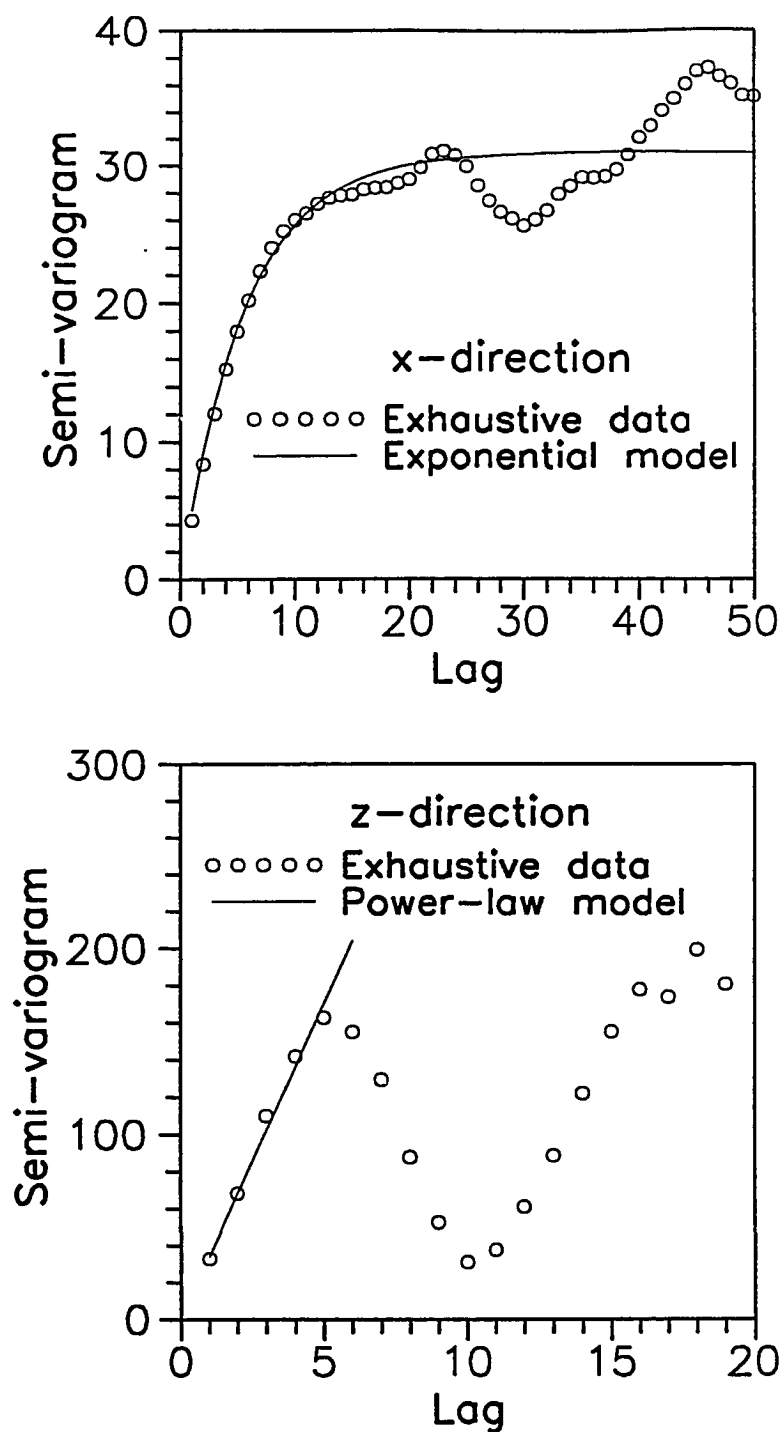 40
30
20
10
0
Semi-variogram
x-direction
Exhaustive data
Exponential model
0 10 20 30 40 50
Lag
300
200
100
0
Semi-variogram
z-direction
Exhaustive data
Power-law model
0 5 10 15 20
Lag